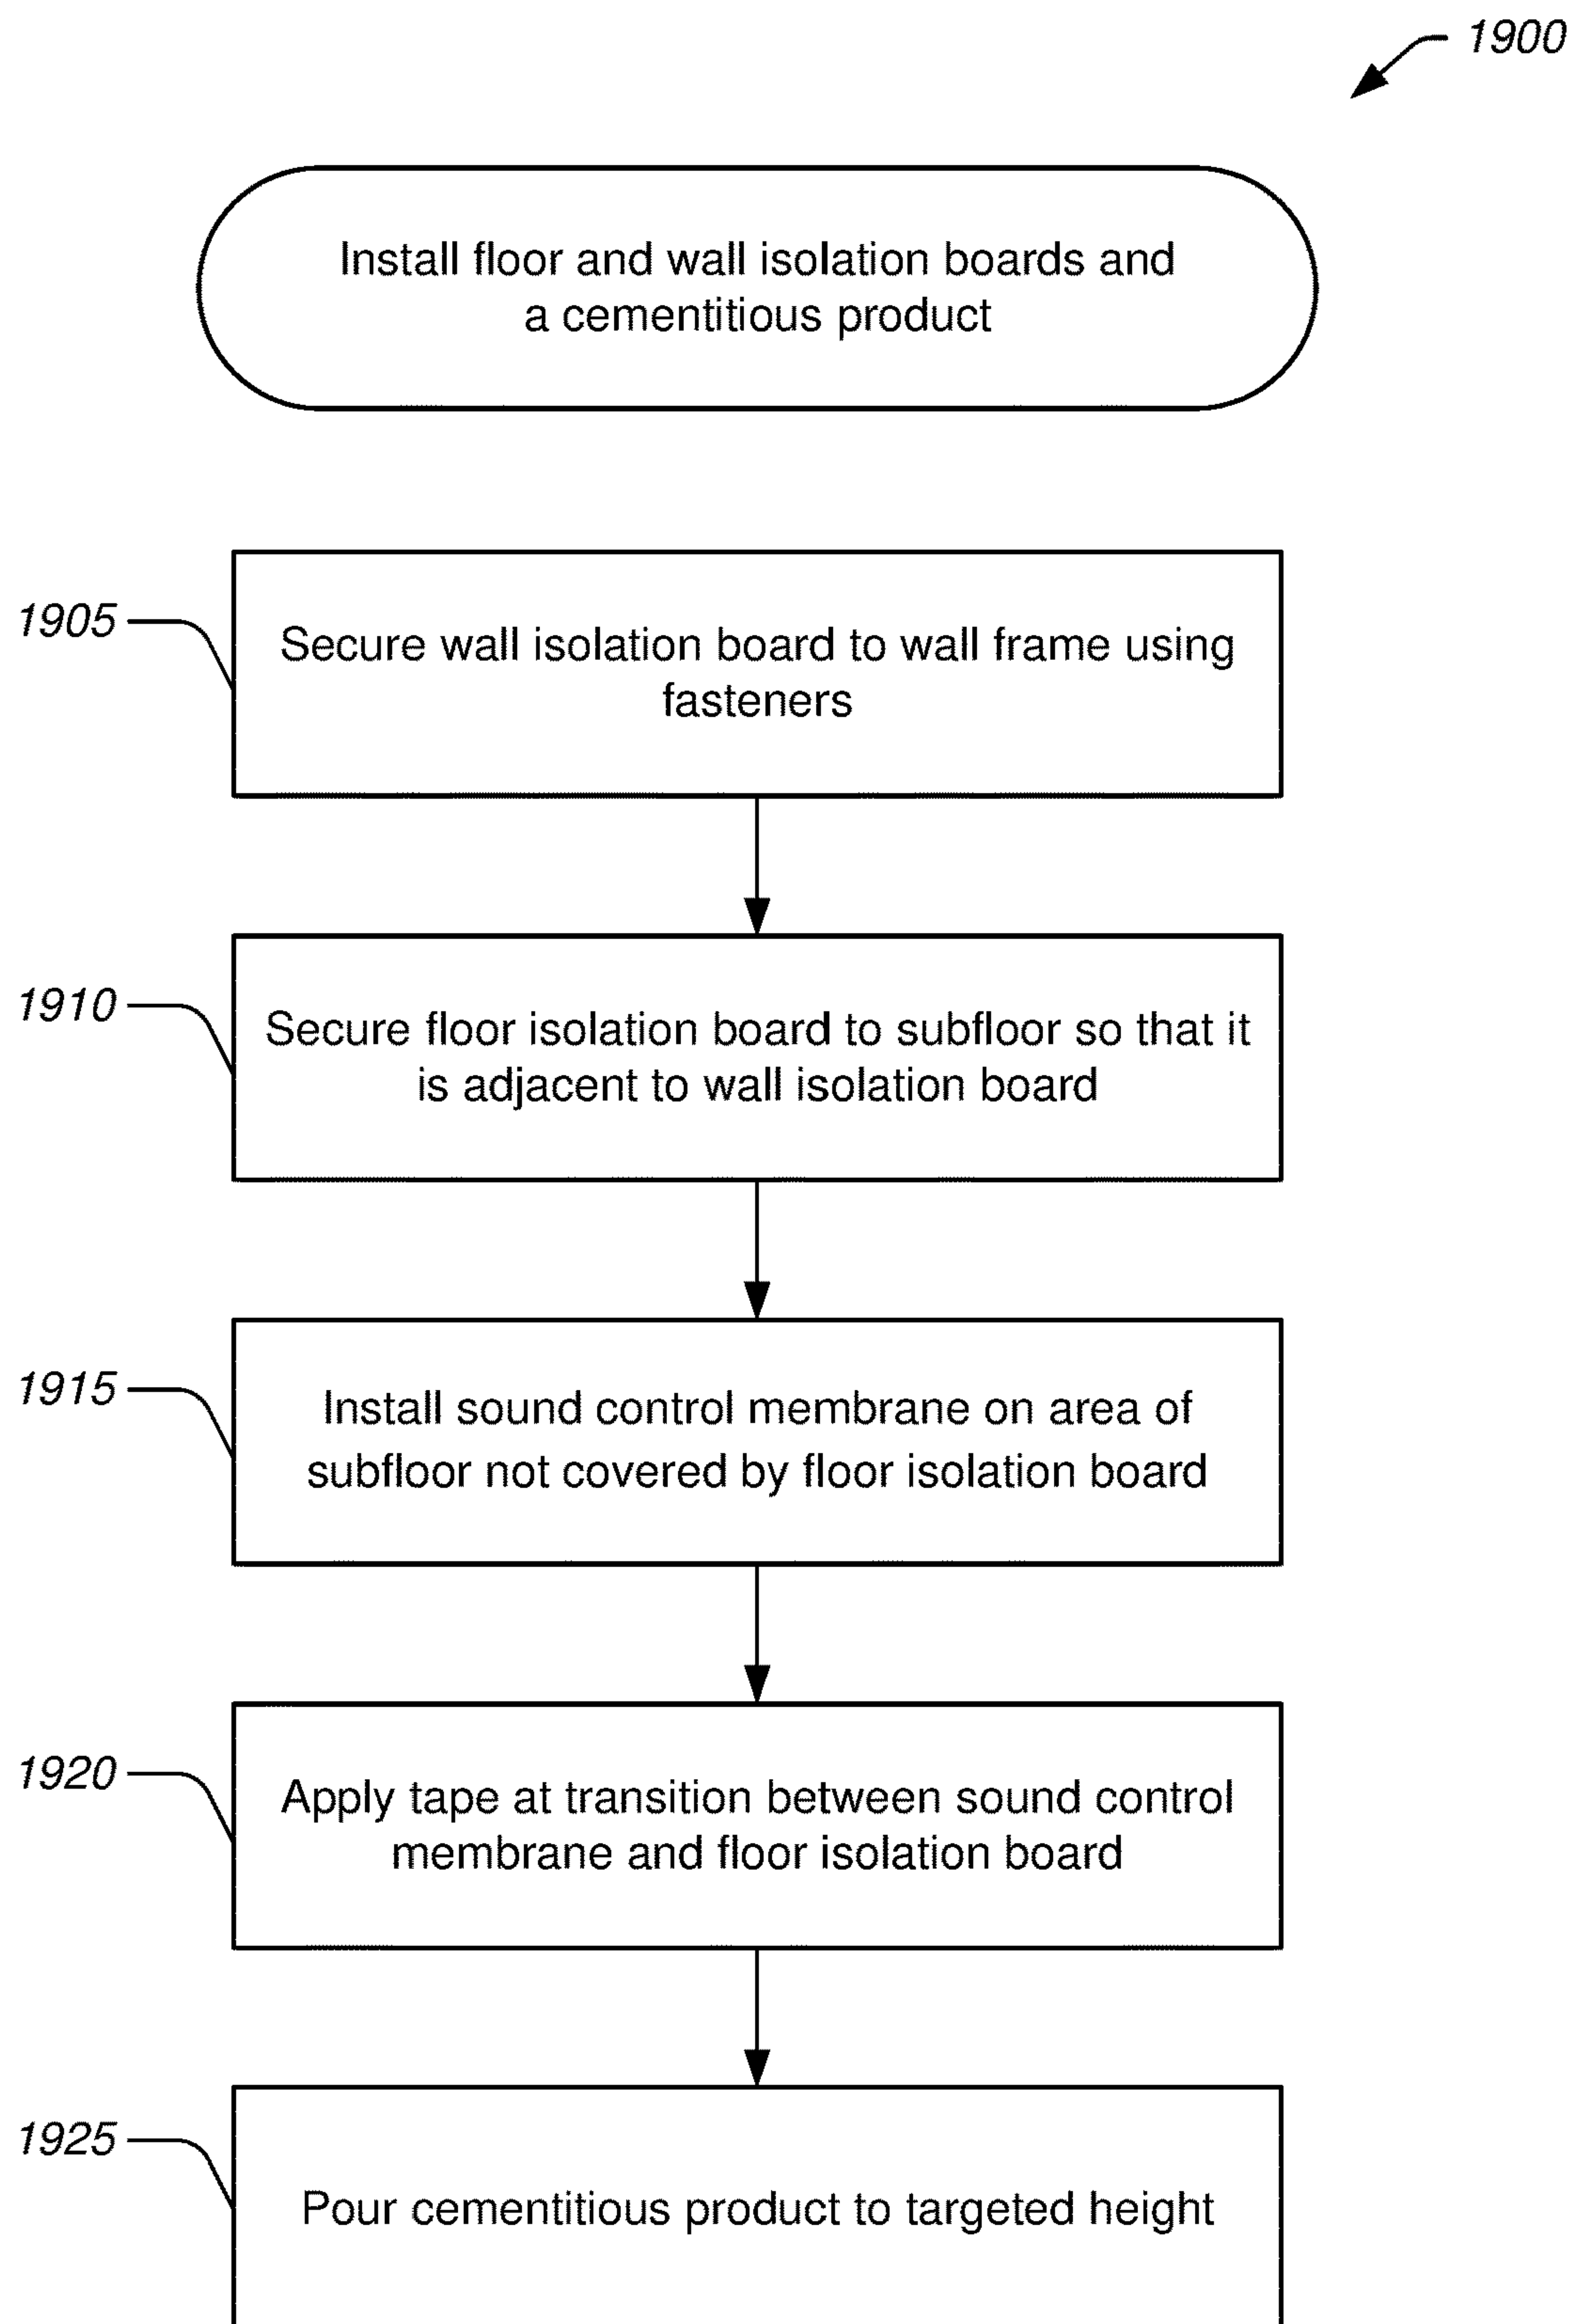 1900
Install floor and wall isolation boards and
a cementitious product
1905
Secure wall isolation board to wall frame using
fasteners
1910
Secure floor isolation board to subfloor so that it
is adjacent to wall isolation board
1915
Install sound control membrane on area of
subfloor not covered by floor isolation board
1920
Apply tape at transition between sound control
membrane and floor isolation board
1925
Pour cementitious product to targeted height